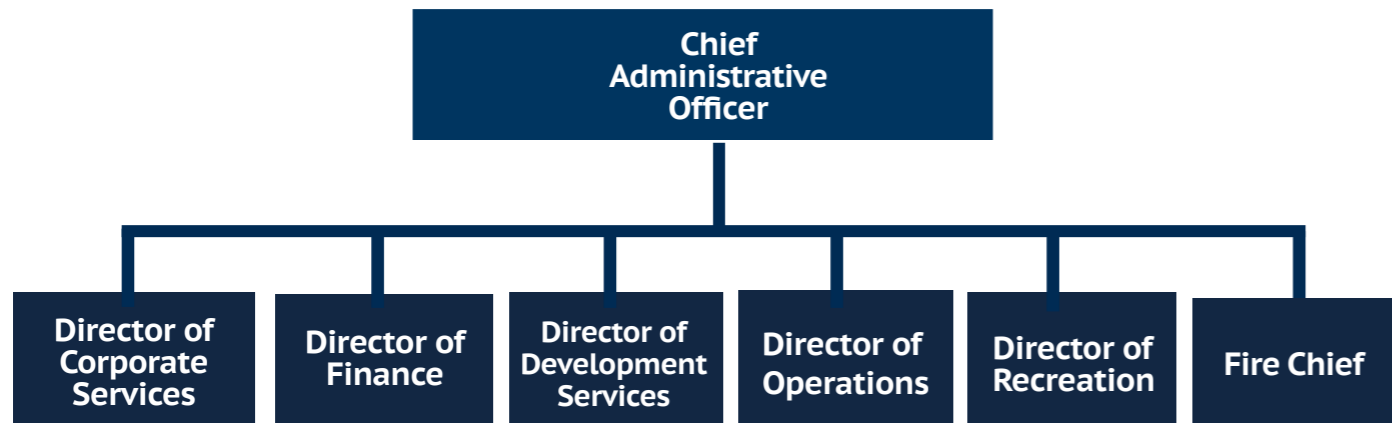 Chief
Administrative
Officer
Director of
Corporate
Services
Director of
Finance
Director of
Development
Services
Director of
Operations
Director of
Recreation
Fire Chief